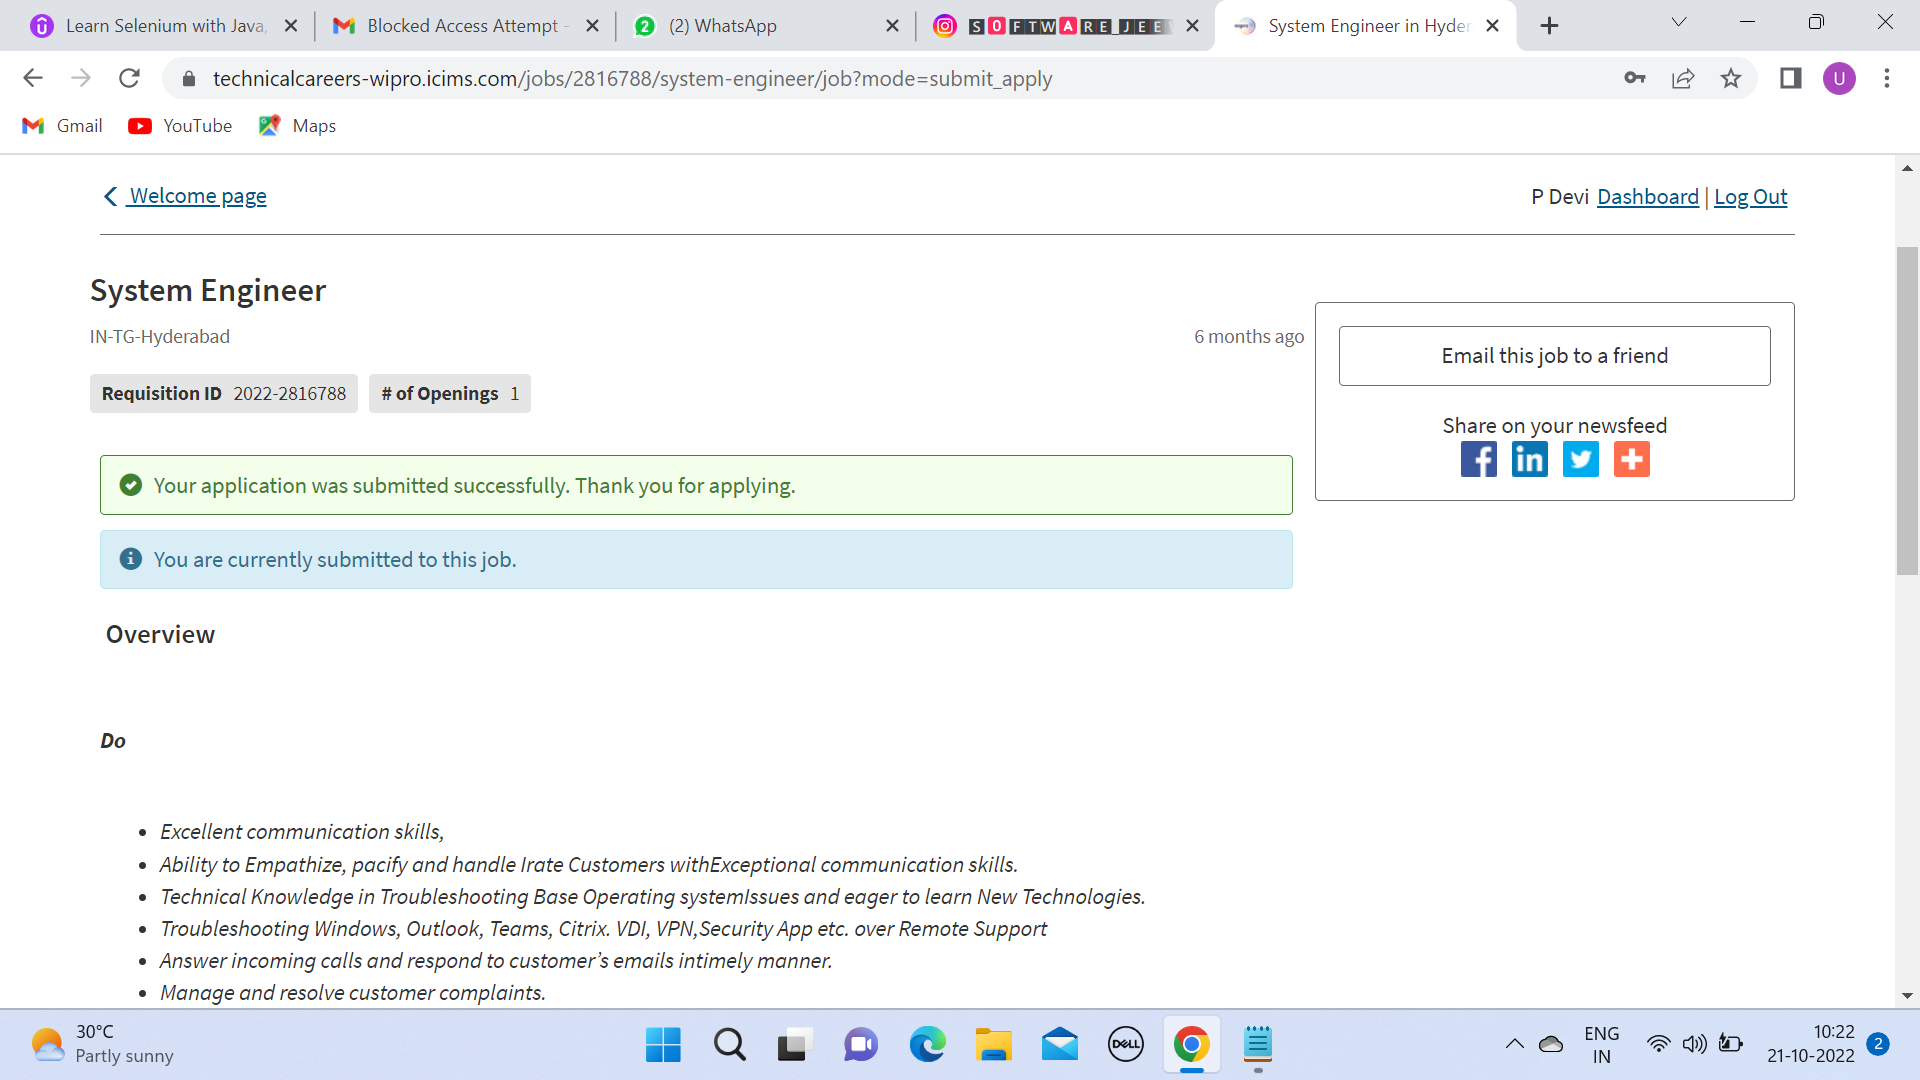 Learn Selenium with Java,
Blocked Access Attempt -
2 (2) WhatsApp
SOFTWARE_JEE
System Engineer in Hyder
technicalcareers-wipro.icims.com/jobs/2816788/system-engineer/job?mode=submit_apply
U
Gmail YouTube Maps
Welcome page
P Devi Dashboard | Log Out
System Engineer
IN-TG-Hyderabad
6 months ago
Requisition ID 2022-2816788 # of Openings 1
Email this job to a friend
Share on your newsfeed
Your application was submitted successfully. Thank you for applying.
You are currently submitted to this job.
Overview
Do
• Excellent communication skills,
• Ability to Empathize, pacify and handle Irate Customers withExceptional communication skills.
• Technical Knowledge in Troubleshooting Base Operating systemIssues and eager to learn New Technologies.
• Troubleshooting Windows, Outlook, Teams, Citrix. VDI, VPN,Security App etc. over Remote Support
• Answer incoming calls and respond to customer’s emails intimely manner.
• Manage and resolve customer complaints.
30°C
Partly sunny
DELL
ENG
IN
10:22
21-10-2022
2